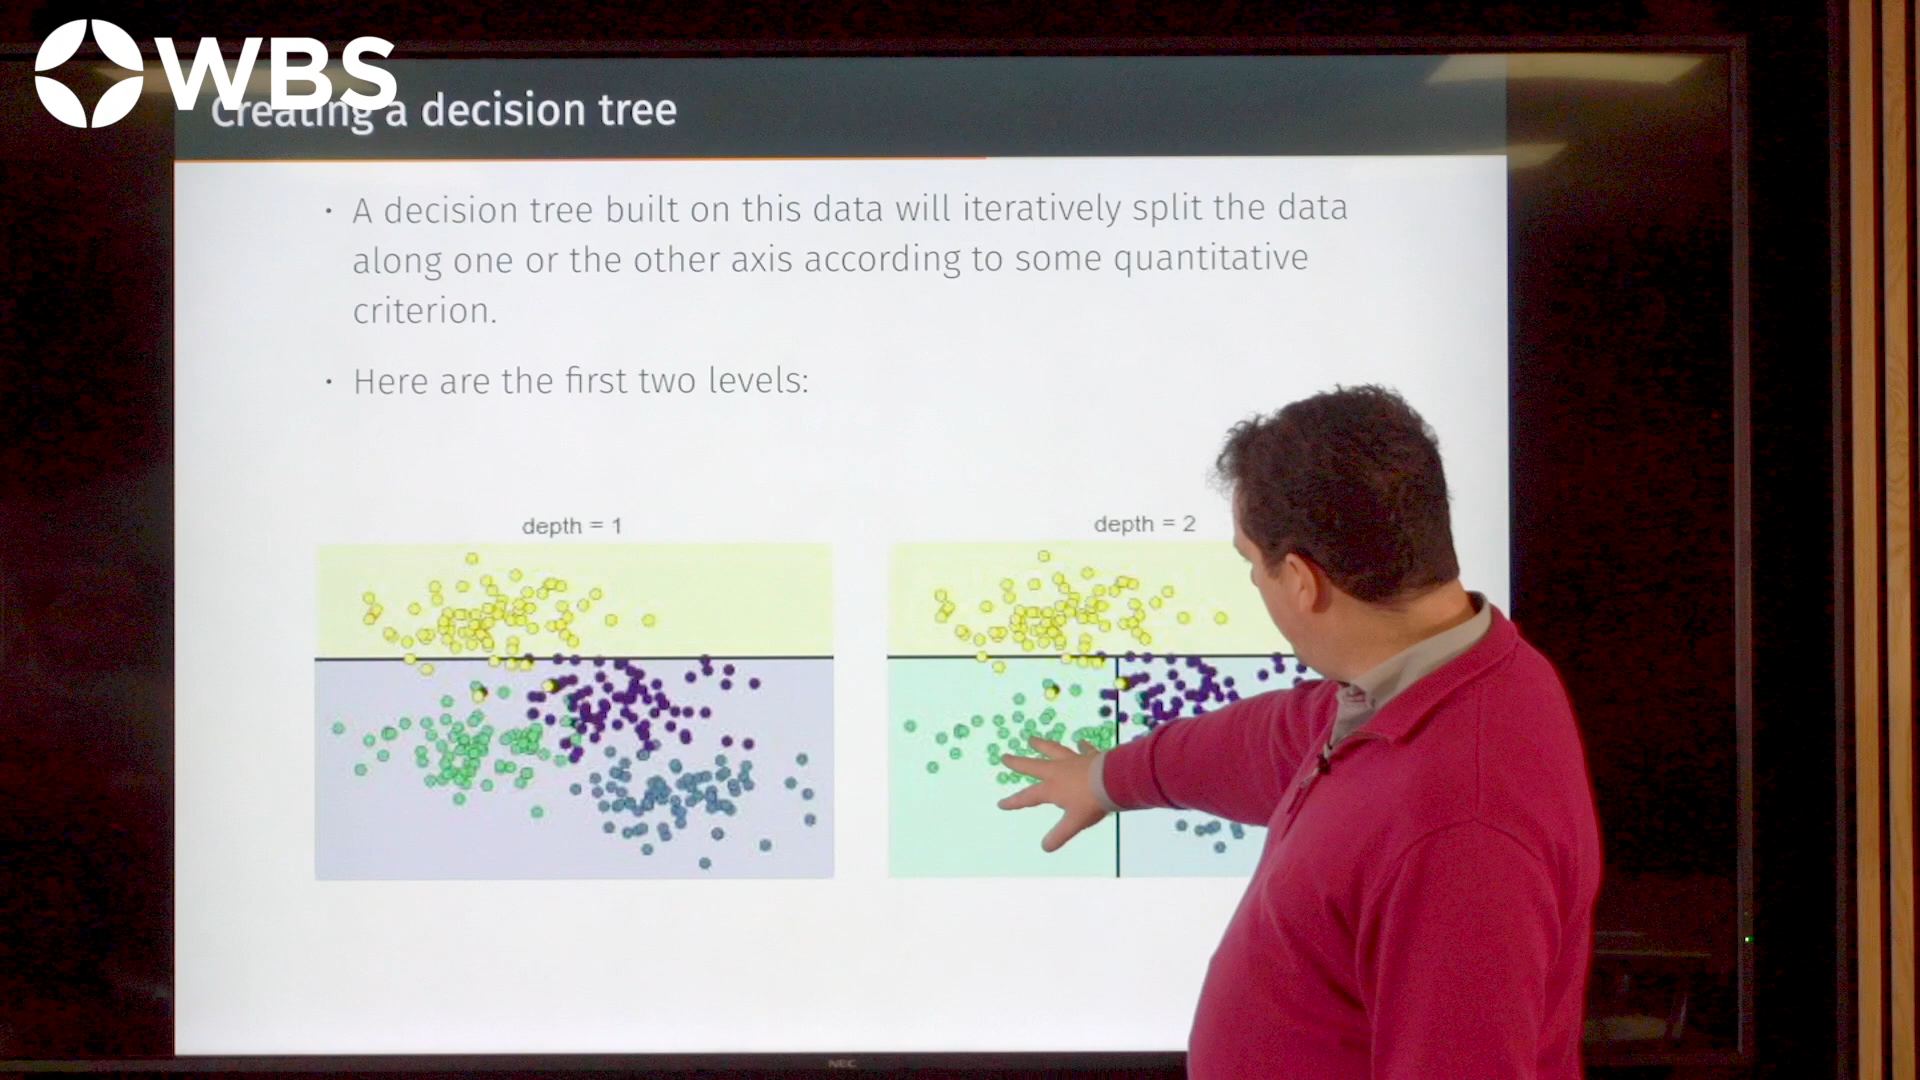 WBS
Creating a decision tree
· A decision tree built on this data will iteratively split the data
along one or the other axis according to some quantitative
criterion.
· Here are the first two levels:
depth = 1
depth = 2
NEC